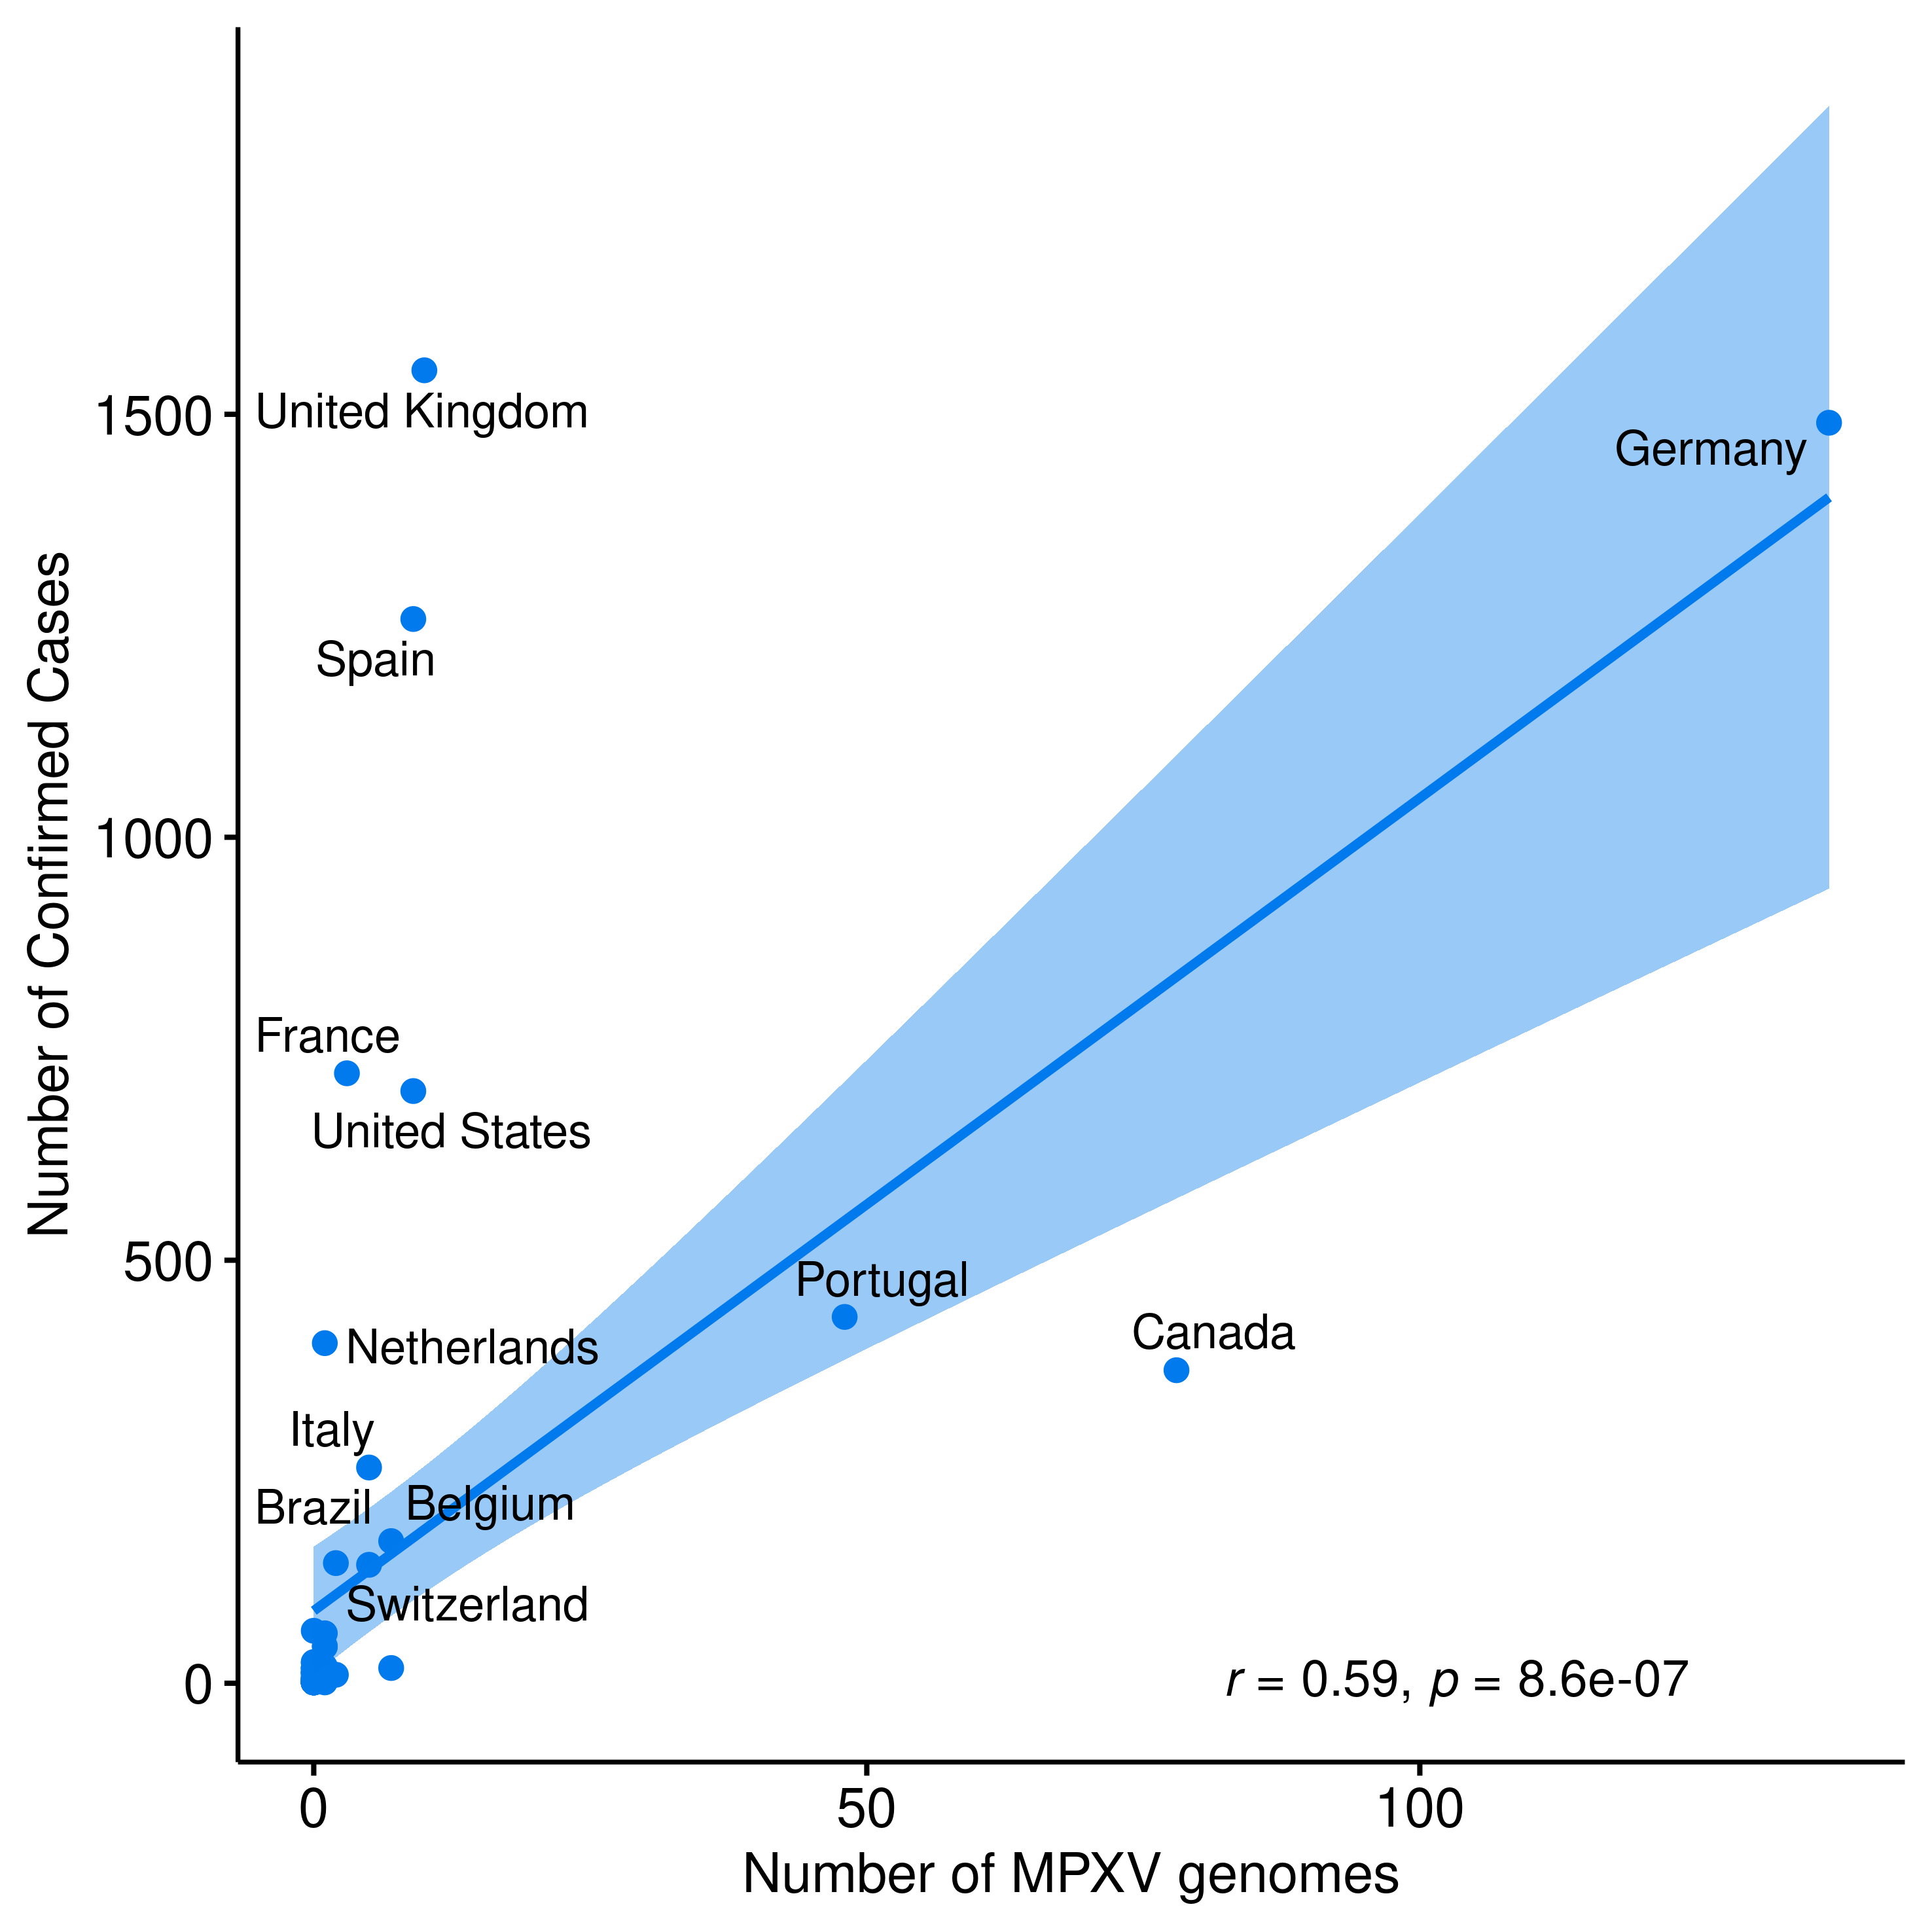 United Kingdom
1500
Germany
Spain
1000
France
United States
500
Portugal
Canada
Netherlands
Italy
Belgium
Brazil
Switzerland
0
r = 0.59, p = 8.6e-07
0 50 100
Number of MPXV genomes
Number of Confirmed Cases